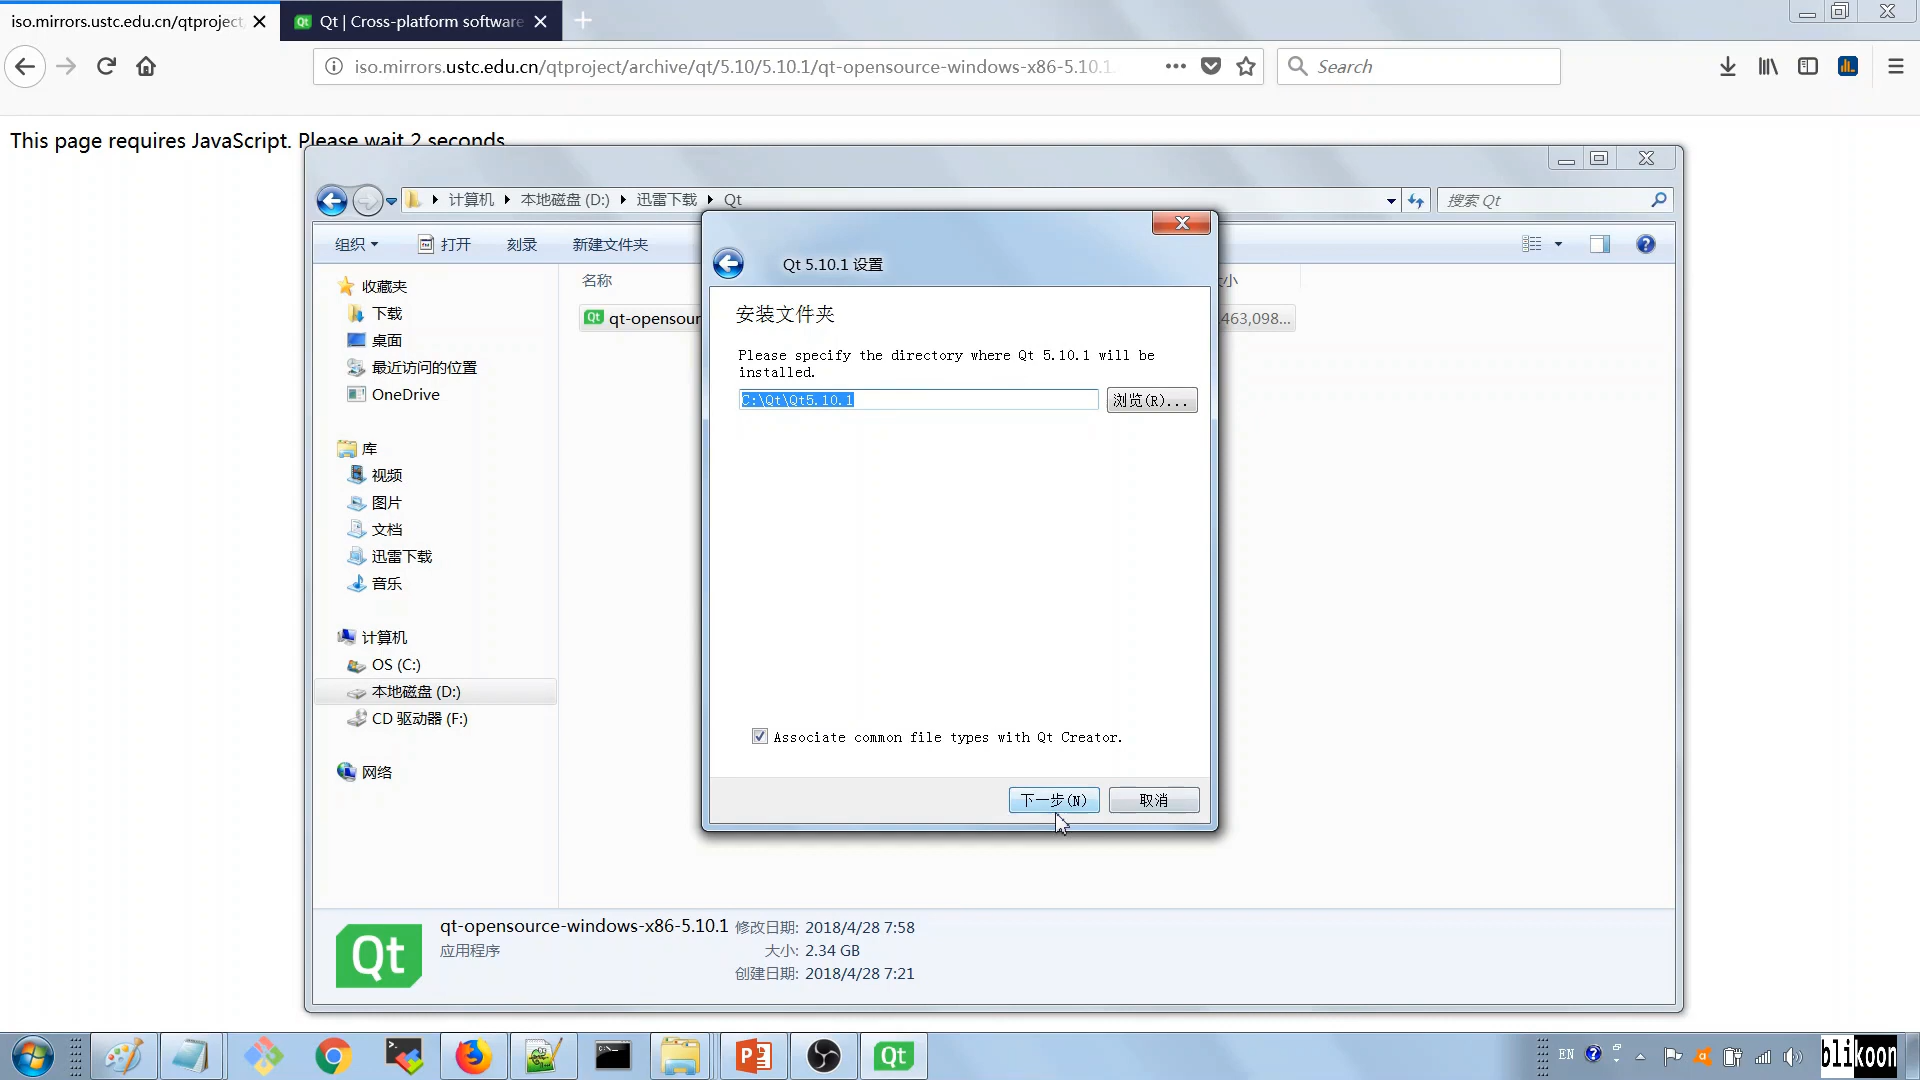 iso.mirrors.ustc.edu.cn/qtproject
Qt | Cross-platform software
iso.mirrors.ustc.edu.cn/qtproject/archive/qt/5.10/5.10.1/qt-opensource-windows-x86-5.10.1
Search
This page requires JavaScript. Please wait 2 seconds
计算机 本地磁盘 (D:) 迅雷下载 Qt
搜索 Qt
组织 打开 刻录 新建文件夹
名称
收藏夹
下载
桌面
最近访问的位置
OneDrive
库
视频
图片
文档
迅雷下载
音乐
计算机
OS (C:)
本地磁盘 (D:)
CD 驱动器 (F:)
网络
Qt qt-opensour
463,098...
Qt 5.10.1 设置
安装文件夹
Please specify the directory where Qt 5.10.1 will be
installed.
C:\Qt\Qt5.10.1
浏览(R)...
Associate common file types with Qt Creator.
下一步(N)
取消
Qt
qt-opensource-windows-x86-5.10.1 修改日期: 2018/4/28 7:58
应用程序 大小: 2.34 GB
创建日期: 2018/4/28 7:21
Qt
EN
blikoon